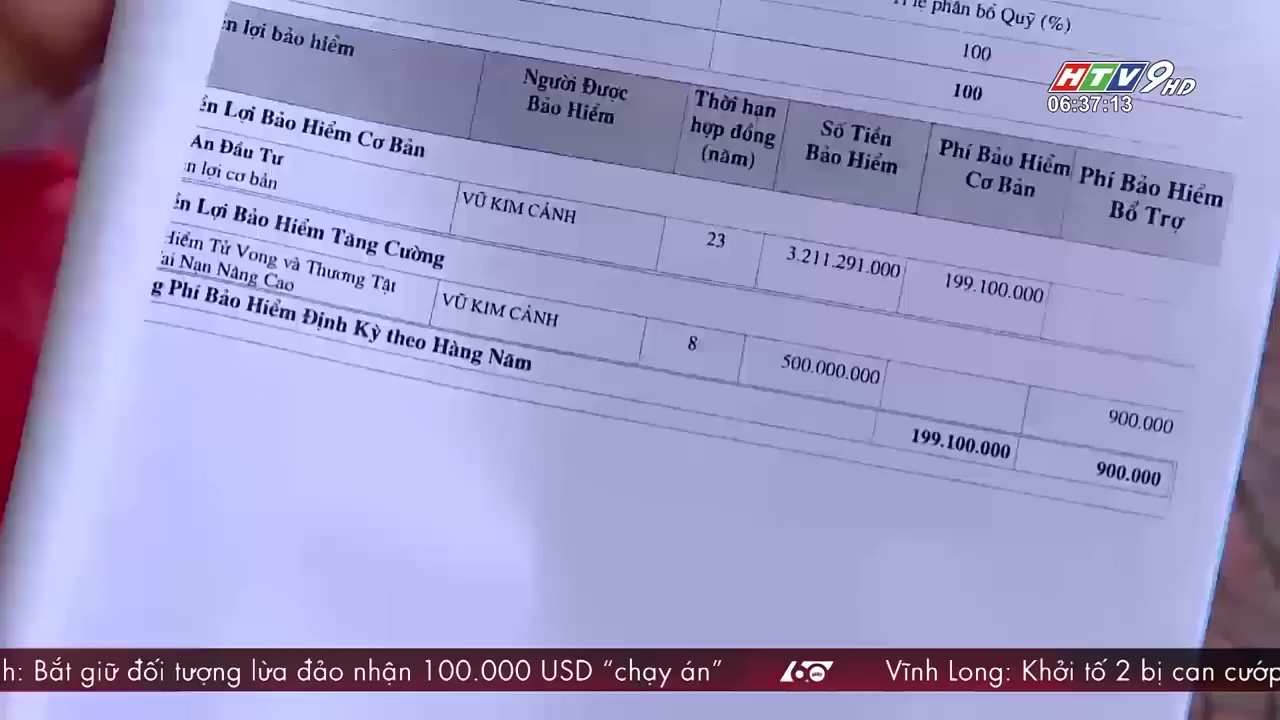 Tỉ lệ phân bổ Quỹ (%)
100
100
HTV9HD
06:37:13
ền lợi bảo hiểm
Người Được
Bảo Hiểm
Thời hạn
hợp đồng
(năm)
Số Tiền
Bảo Hiểm
Phí Bảo Hiểm
Cơ Bản
Phí Bảo Hiểm
Bổ Trợ
ền Lợi Bảo Hiểm Cơ Bản
An Đầu Tư
n lợi cơ bản
VŨ KIM CẢNH
23
3.211.291.000
199.100.000
ền Lợi Bảo Hiểm Tăng Cường
Hiểm Tử Vong và Thương Tật
ai Nạn Nâng Cao
VŨ KIM CẢNH
8
500.000.000
900.000
g Phí Bảo Hiểm Định Kỳ theo Hàng Năm
199.100.000
900.000
h: Bắt giữ đối tượng lừa đảo nhận 100.000 USD “chạy án”
60 giây
Vĩnh Long: Khởi tố 2 bị can cướp